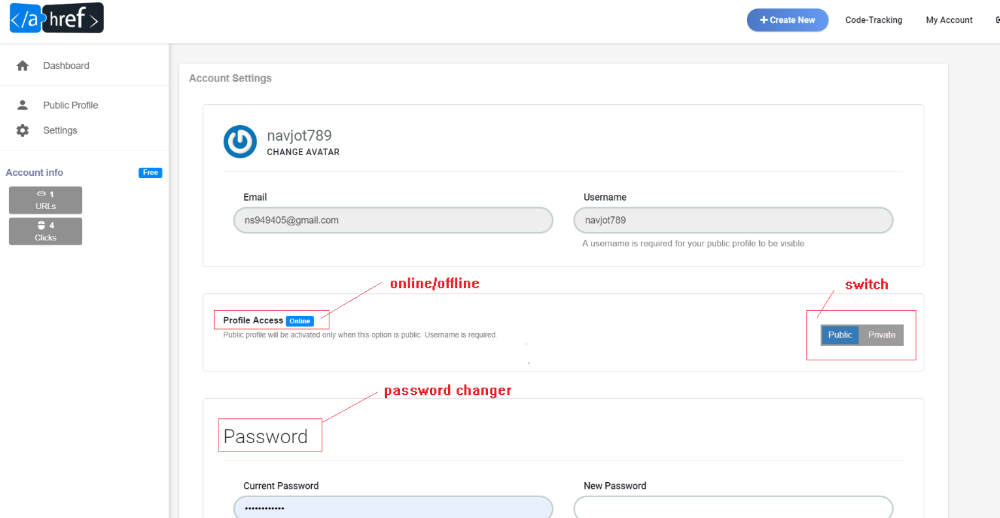 </a href>
Create New
Code-Tracking
My Account
Dashboard
Public Profile
Settings
Account info
Free
1
URLs
4
Clicks
Account Settings
navjot789
CHANGE AVATAR
Email
Username
ns949405@gmail.com
navjot789
A username is required for your public profile to be visible.
online/offline
switch
Profile Access Online
Public profile will be activated only when this option is public. Username is required.
Public Private
password changer
Password
Current Password
New Password
••••••••••••